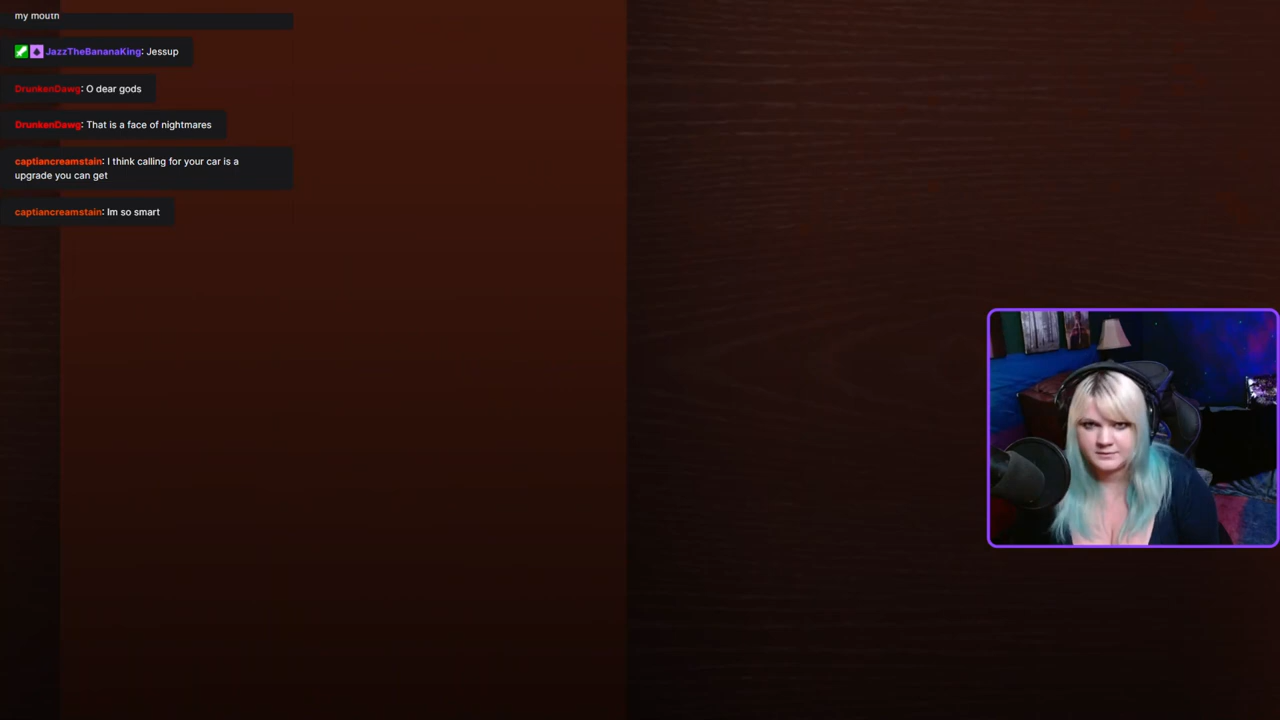 my mouth
JazzTheBananaKing: Jessup
DrunkenDawg: O dear gods
DrunkenDawg: That is a face of nightmares
captiancreamstain: I think calling for your car is a
upgrade you can get
captiancreamstain: Im so smart